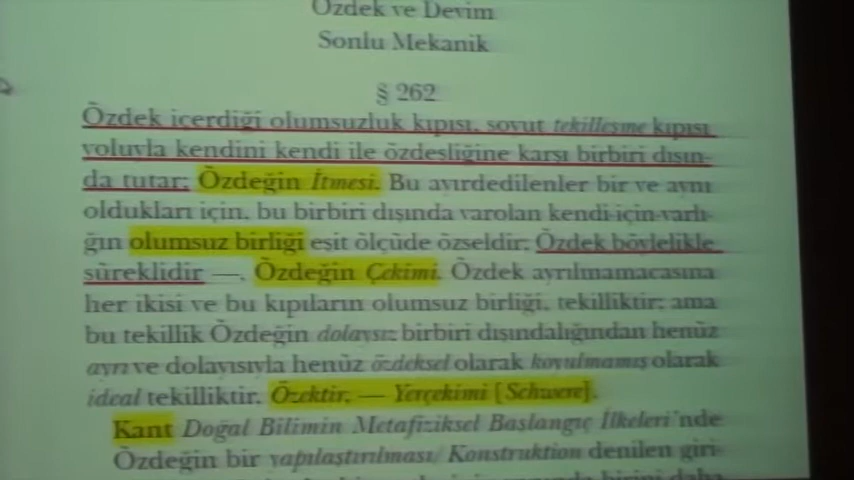 Özdek ve Devim
Sonlu Mekanik
§ 262
Özdek içerdiği olumsuzluk kıpısı, soyut tekilleşme kıpısı
yoluyla kendini kendi ile özdeşliğine karşı birbiri dışın-
da tutar; Özdeğin İtmesi. Bu ayırdedilenler bir ve aynı
oldukları için, bu birbiri dışında varolan kendi-için-varlı-
ğın olumsuz birliği eşit ölçüde özseldir; Özdek böylelikle
süreklidir —, Özdeğin Çekimi. Özdek ayrılmamacasına
her ikisi ve bu kıpıların olumsuz birliği, tekilliktir; ama
bu tekillik Özdeğin dolaysız birbiri dışındalığından henüz
ayrı ve dolayısıyla henüz özdeksel olarak koyulmamış olarak
ideal tekilliktir, Özektir, — Yerçekimi [Schwere].
Kant Doğal Bilimin Metafiziksel Başlangıç İlkeleri'nde
Özdeğin bir yapılaştırılması/Konstruktion denilen giri-